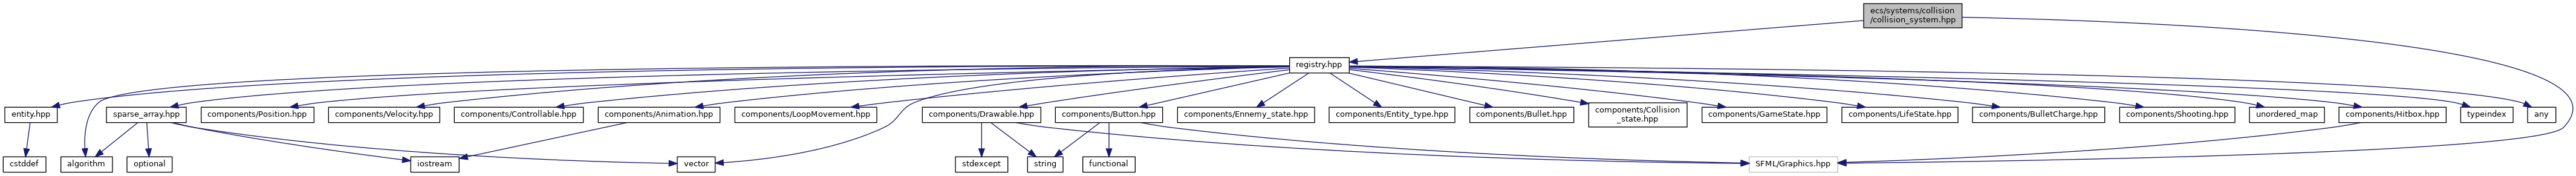 ecs/systems/collision
/collision_system.hpp
registry.hpp
entity.hpp
sparse_array.hpp
components/Position.hpp
components/Velocity.hpp
components/Controllable.hpp
components/Animation.hpp
components/LoopMovement.hpp
components/Drawable.hpp
components/Button.hpp
components/Ennemy_state.hpp
components/Entity_type.hpp
components/Bullet.hpp
components/Collision
_state.hpp
components/GameState.hpp
components/LifeState.hpp
components/BulletCharge.hpp
components/Shooting.hpp
unordered_map
components/Hitbox.hpp
typeindex
any
cstddef
algorithm
optional
iostream
vector
stdexcept
string
functional
SFML/Graphics.hpp